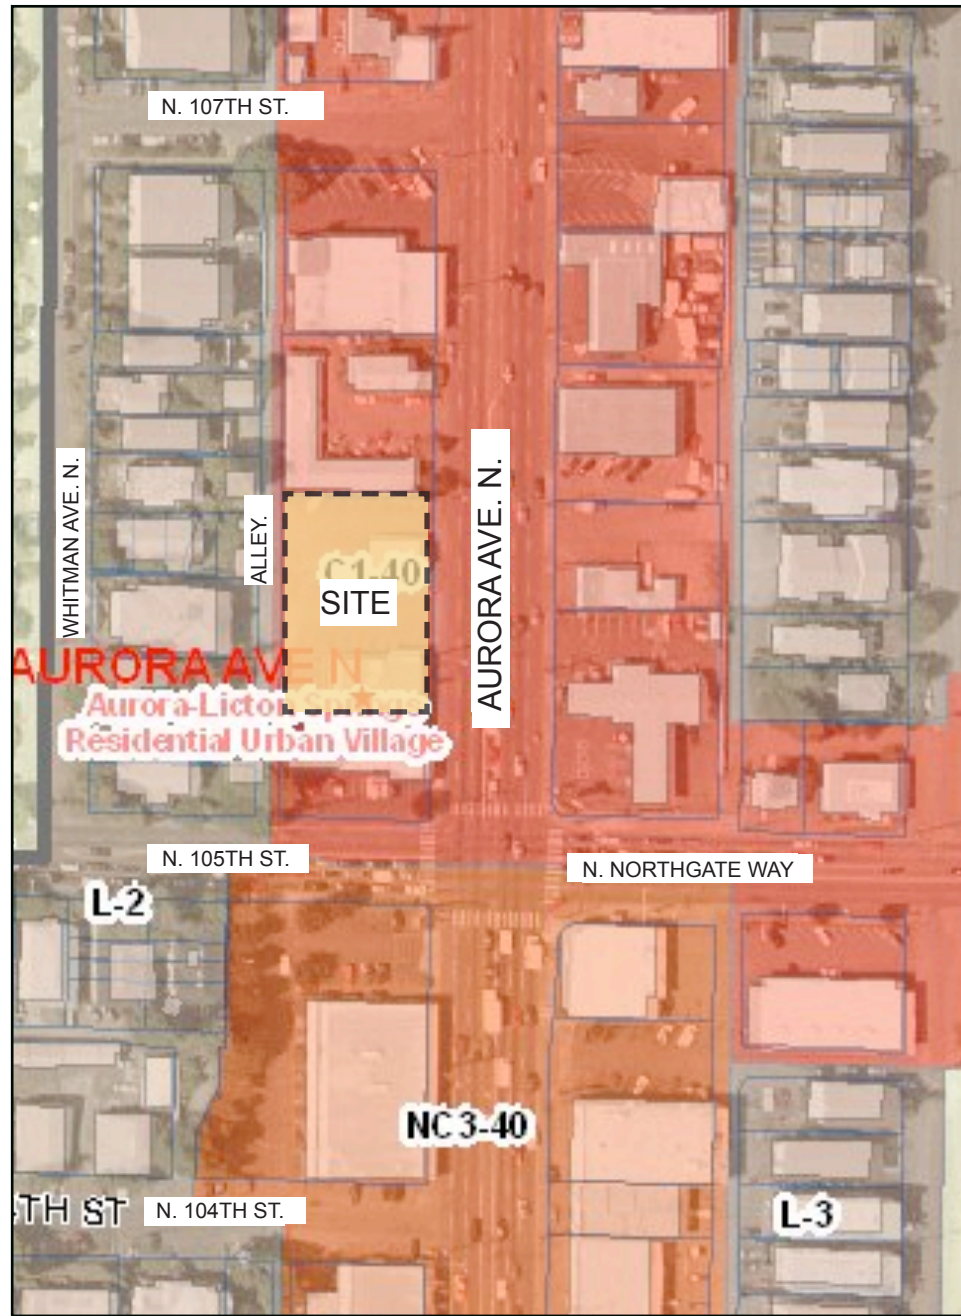 N. 107TH ST.
WHITMAN AVE. N.
ALLEY.
C1-40
SITE
AURORA AVE. N.
AURORA AVE N
Aurora-Licton Springs
Residential Urban Village
N. 105TH ST.
N. NORTHGATE WAY
L-2
NC3-40
TH ST
N. 104TH ST.
L-3